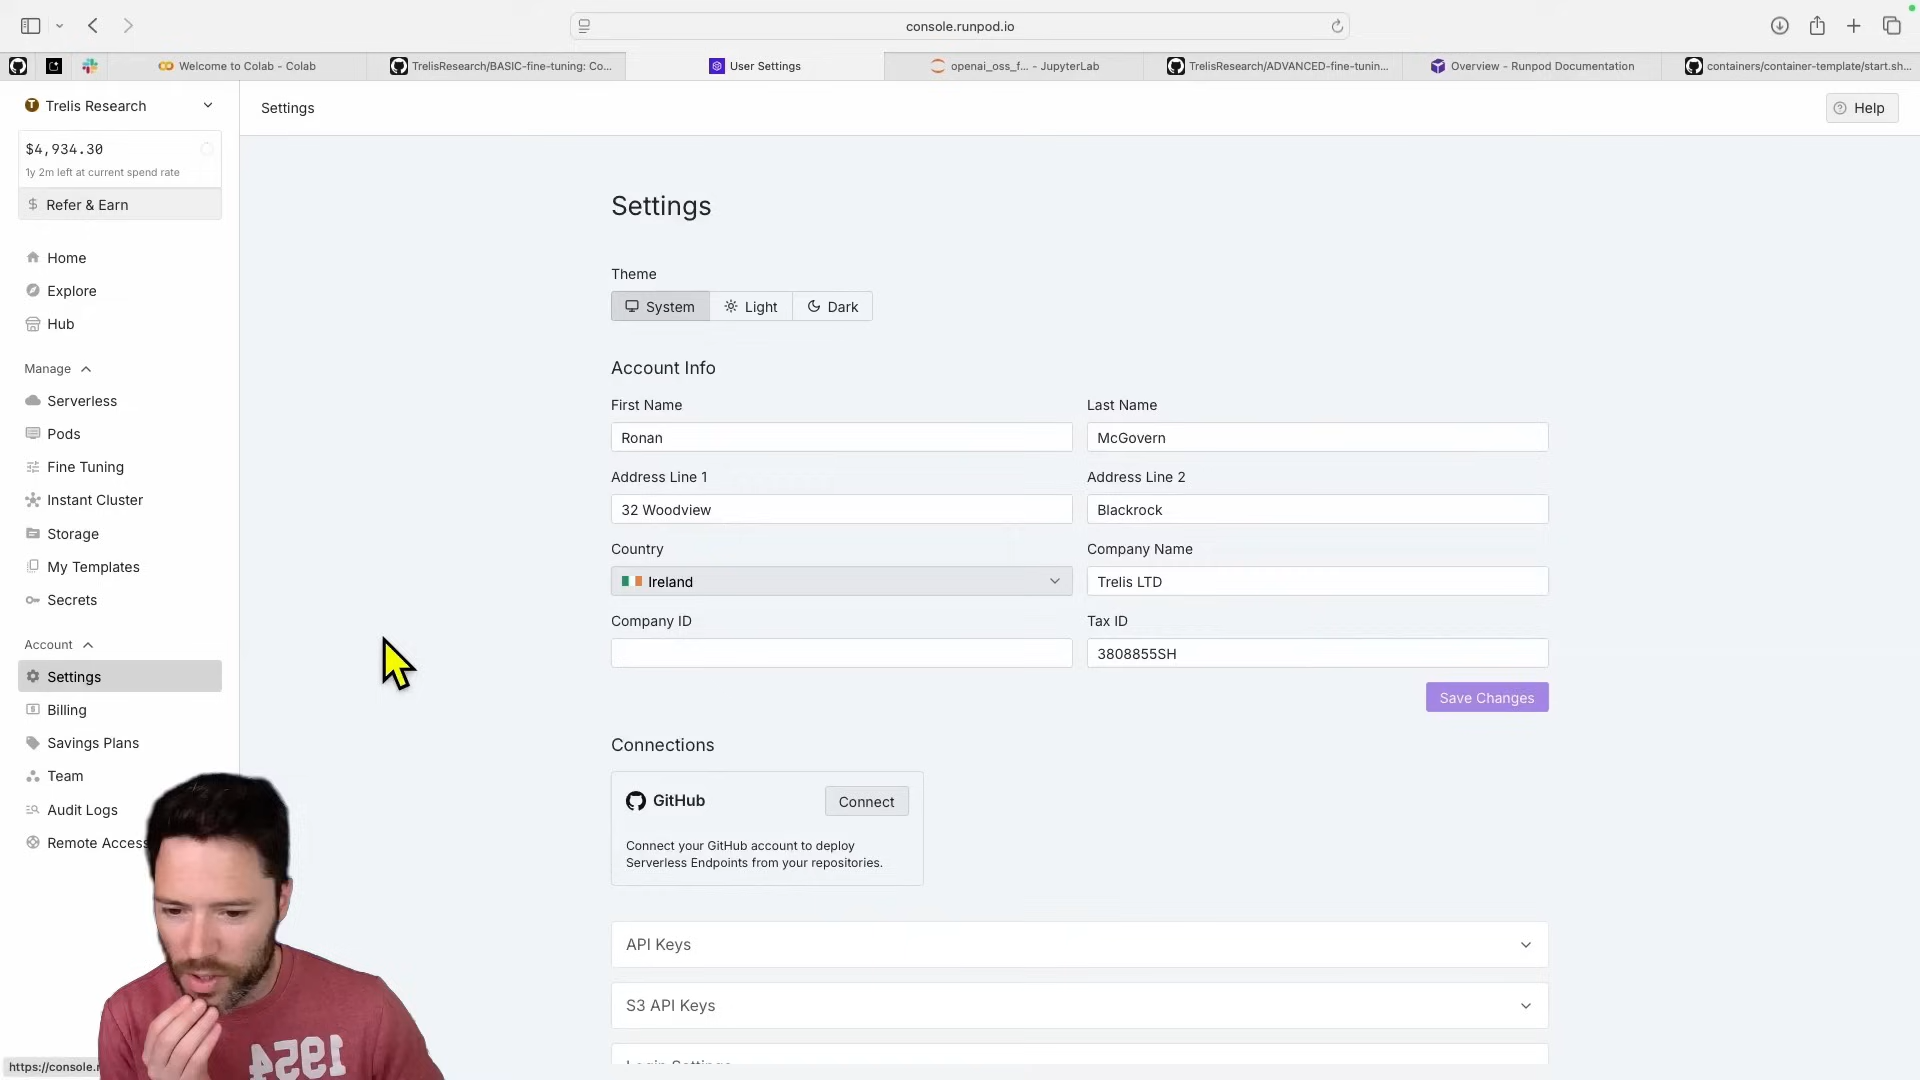 console.runpod.io
Welcome to Colab - Colab
TrelisResearch/BASIC-fine-tuning: Co...
User Settings
openai_oss_f... - JupyterLab
TrelisResearch/ADVANCED-fine-tunin...
Overview - Runpod Documentation
containers/container-template/start.sh...
Trelis Research
Settings
Help
$4,934.30
1y 2m left at current spend rate
Refer & Earn
Home
Explore
Hub
Manage
Serverless
Pods
Fine Tuning
Instant Cluster
Storage
My Templates
Secrets
Account
Settings
Billing
Savings Plans
Team
Audit Logs
Remote Access
Settings
Theme
System
Light
Dark
Account Info
First Name
Last Name
Ronan
McGovern
Address Line 1
Address Line 2
32 Woodview
Blackrock
Country
Company Name
Ireland
Trelis LTD
Company ID
Tax ID
3808855SH
Save Changes
Connections
GitHub
Connect
Connect your GitHub account to deploy
Serverless Endpoints from your repositories.
API Keys
S3 API Keys
https://console.r
1954